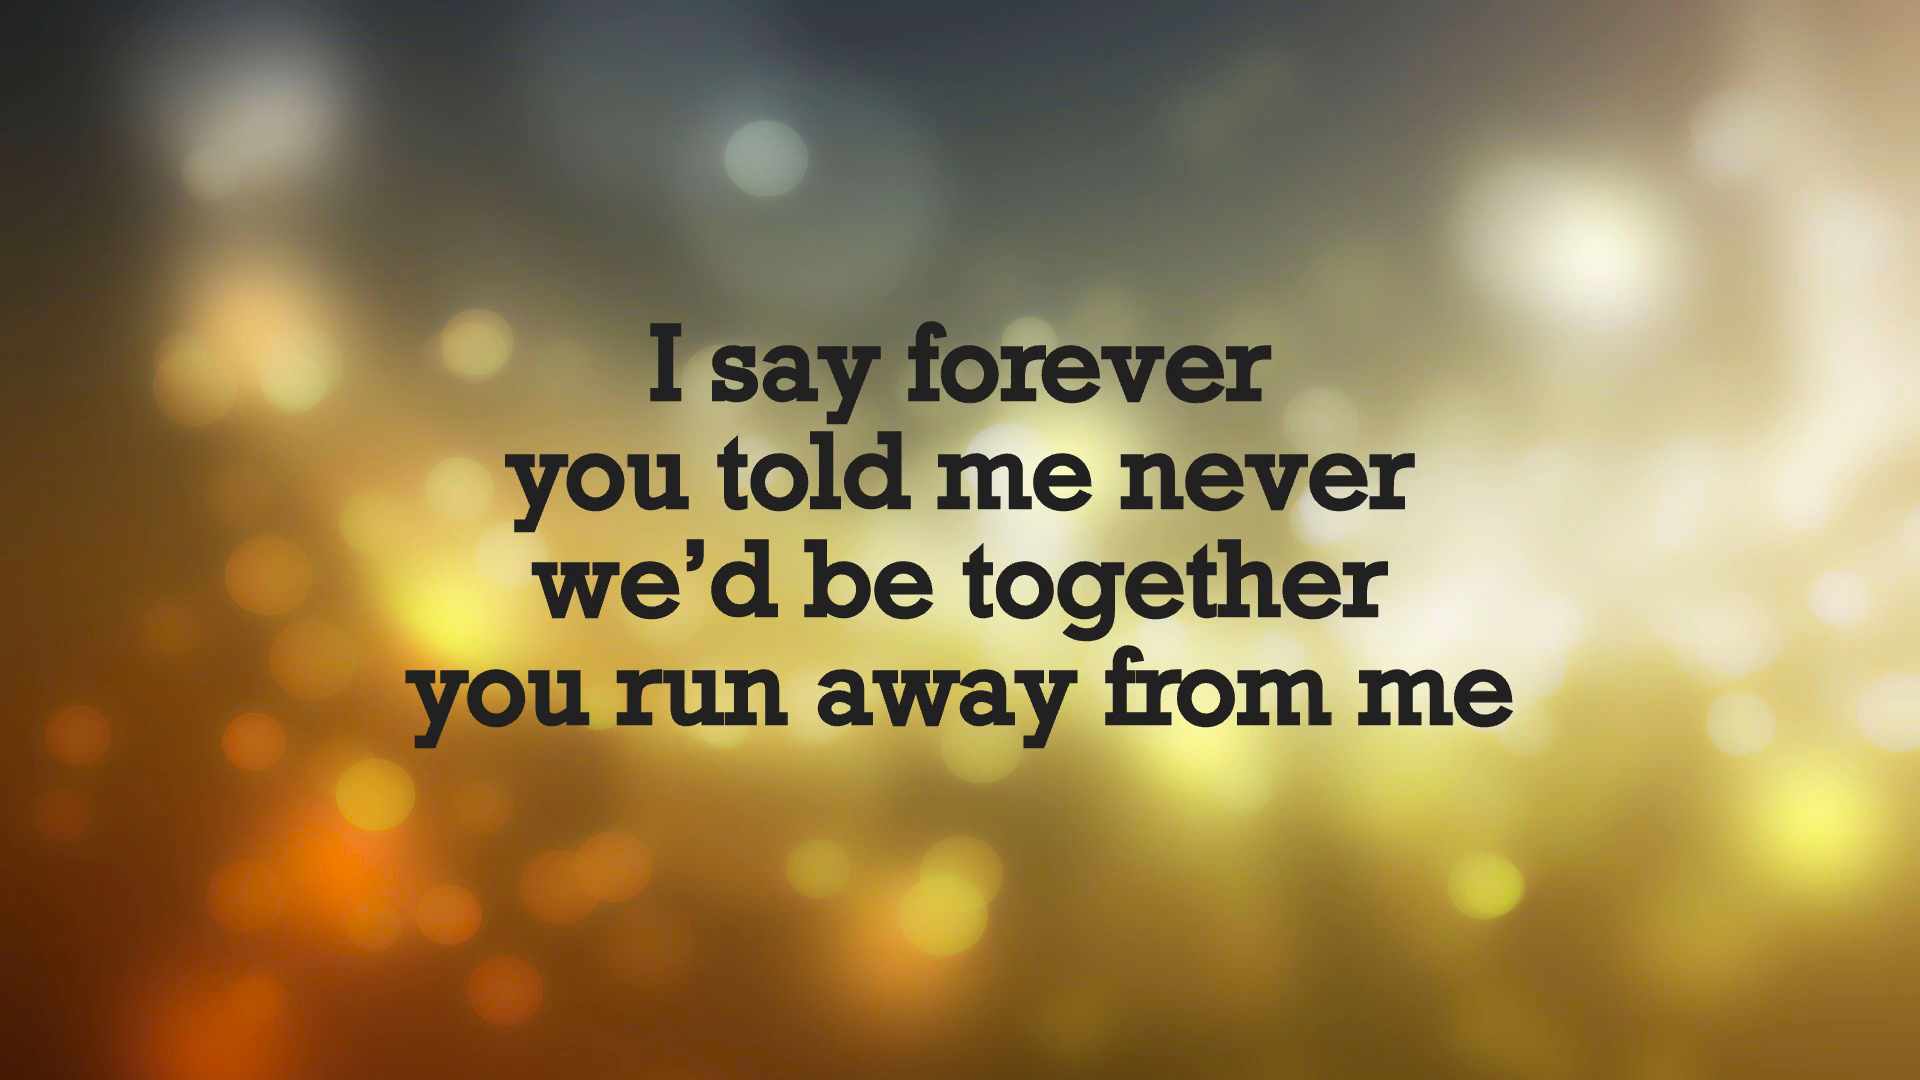 I say forever
you told me never
we’d be together
you run away from me